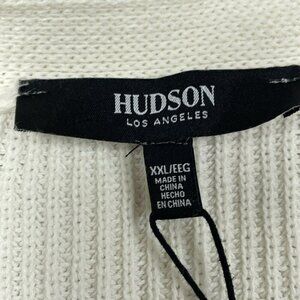 HUDSON
LOS ANGELES
XXL/EEG
MADE IN
CHINA
HECHO
EN CHINA